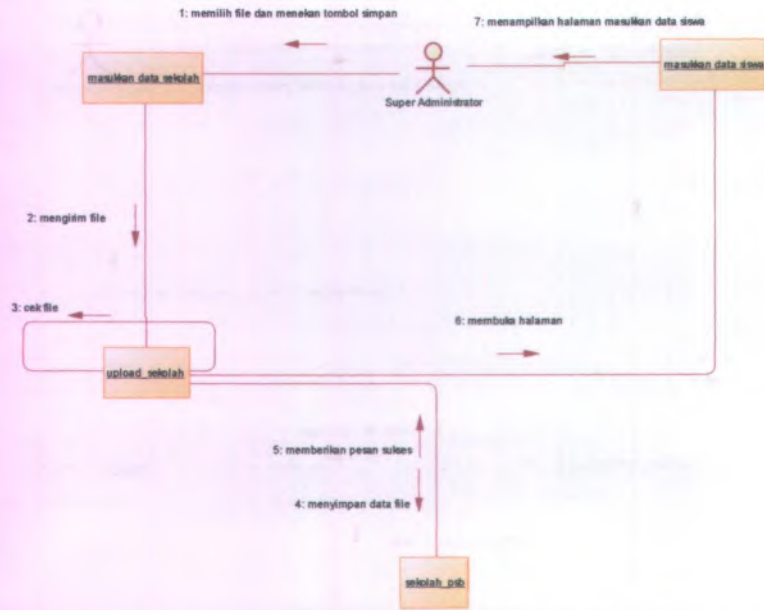 1: memilih file dan menekan tombol simpan
7: menampilkan halaman masukkan data siswa
masukkan data sekolah
masukkan data siswa
Super Administrator
2: mengirim file
3: cek file
6: membuka halaman
upload_sekolah
5: memberikan pesan sukses
4: menyimpan data file
sekolah_psb